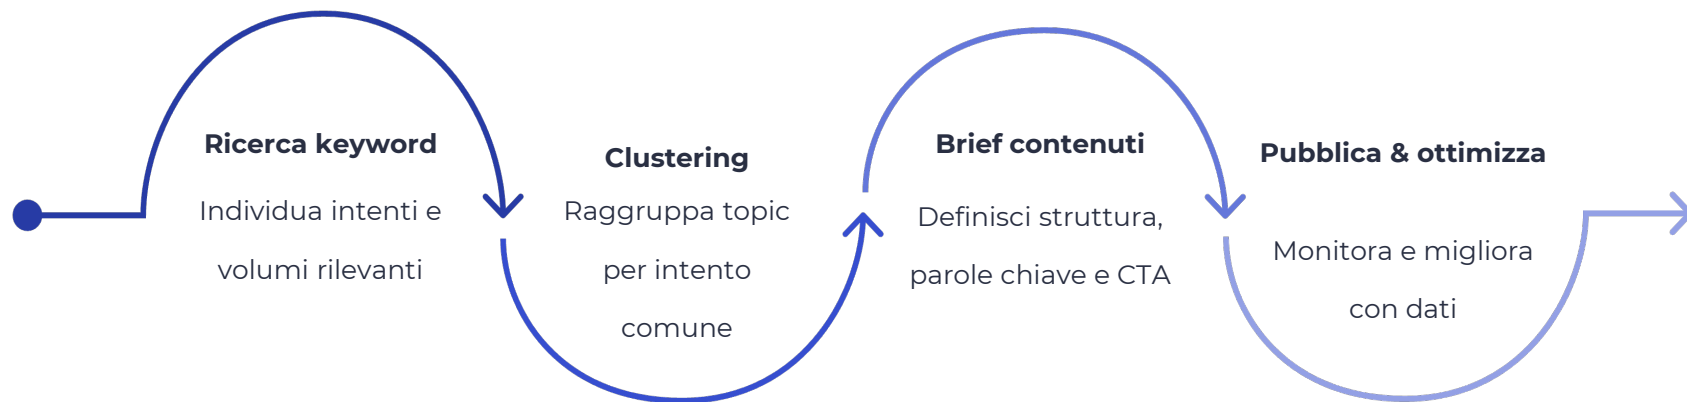 Ricerca keyword
Individua intenti e
volumi rilevanti
Clustering
Raggruppa topic
per intento
comune
Brief contenuti
Definisci struttura,
parole chiave e CTA
Pubblica & ottimizza
Monitora e migliora
con dati